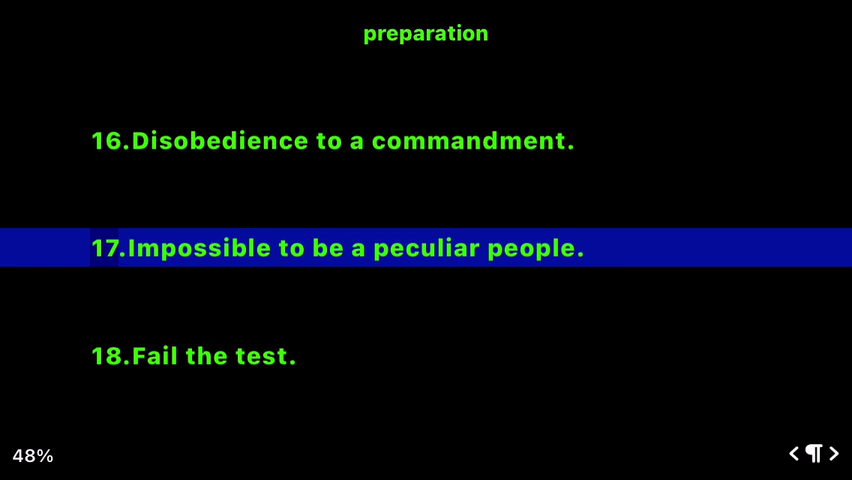 preparation
16.Disobedience to a commandment.
17.Impossible to be a peculiar people.
18.Fail the test.
48%
<¶>